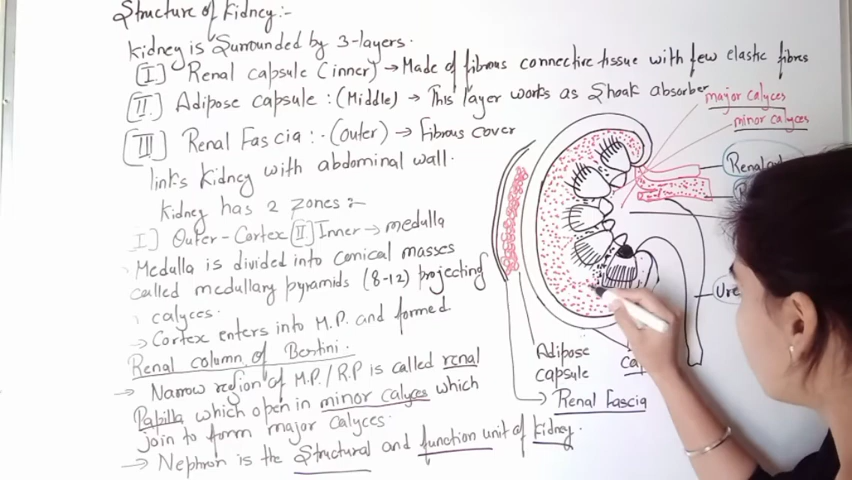 Structure of Kidney:-
Kidney is Surrounded by 3-layers.
(I) Renal capsule (inner) → Made of fibrous connective tissue with few elastic fibres
(II) Adipose capsule : (Middle) → This layer works as Shoak absorber
(III) Renal Fascia :- (outer) → Fibrous cover
links Kidney with abdominal wall.
Kidney has 2 zones :-
I] Outer-Cortex (II) Inner → medulla
Medulla is divided into Conical masses
called medullary pyramids (8-12) projecting
calyces.
→ Cortex enters into M.P. and formed
Renal column of Bertini.
→ Narrow region of M.P./R.P is called renal
Papilla which open in minor calyces which
join to form major calyces.
→ Nephron is the Structural and function unit of Kidney.
major calyces
minor calyces
Renal
Ure
Adipose
capsule
Cap
Renal Fascia